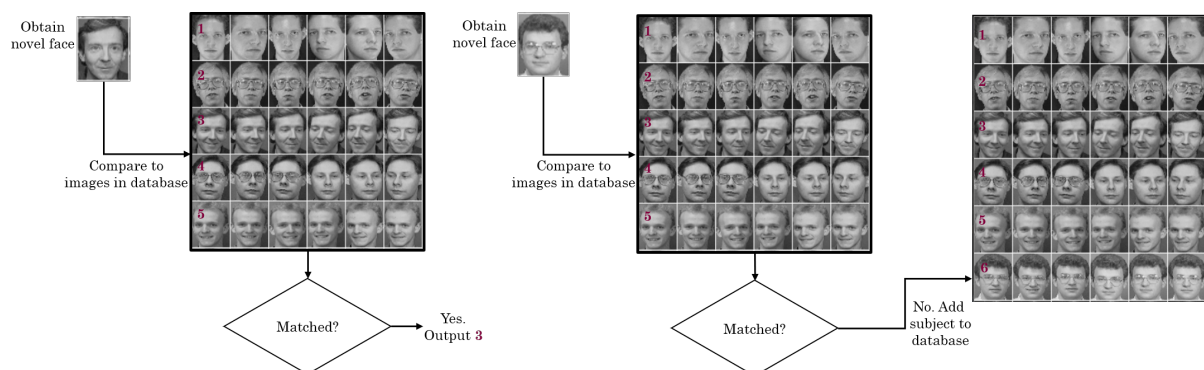 Obtain
novel face
1
2
3
4
5
Compare to
images in database
Matched?
Yes.
Output 3
Obtain
novel face
1
2
3
4
5
Compare to
images in database
Matched?
No. Add
subject to
database
1
2
3
4
5
6